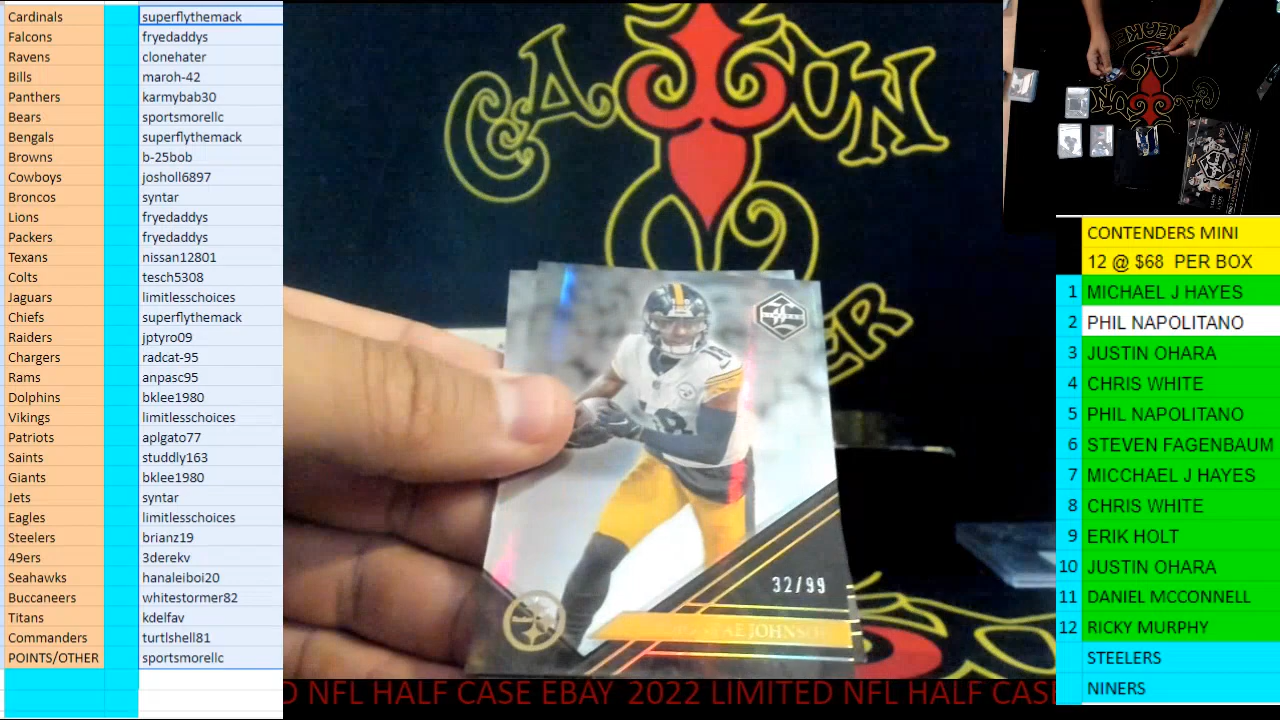 Cardinals superflythemack
Falcons fryedaddys
Ravens clonehater
Bills maroh-42
Panthers karmybab30
Bears sportsmorellc
Bengals superflythemack
Browns b-25bob
Cowboys josholl6897
Broncos syntar
Lions fryedaddys
Packers fryedaddys
Texans nissan12801
Colts tesch5308
Jaguars limitlesschoices
Chiefs superflythemack
Raiders jptyro09
Chargers radcat-95
Rams anpasc95
Dolphins bklee1980
Vikings limitlesschoices
Patriots aplgato77
Saints studdly163
Giants bklee1980
Jets syntar
Eagles limitlesschoices
Steelers brianz19
49ers 3derekv
Seahawks hanaleiboi20
Buccaneers whitestormer82
Titans kdelfav
Commanders turtlshell81
POINTS/OTHER sportsmorellc
18
32/99
JOHNSON
D NFL HALF CASE EBAY 2022 LIMITED NFL HALF CASE
CONTENDERS MINI
12 @ $68 PER BOX
1 MICHAEL J HAYES
2 PHIL NAPOLITANO
3 JUSTIN OHARA
4 CHRIS WHITE
5 PHIL NAPOLITANO
6 STEVEN FAGENBAUM
7 MICCHAEL J HAYES
8 CHRIS WHITE
9 ERIK HOLT
10 JUSTIN OHARA
11 DANIEL MCCONNELL
12 RICKY MURPHY
STEELERS
NINERS